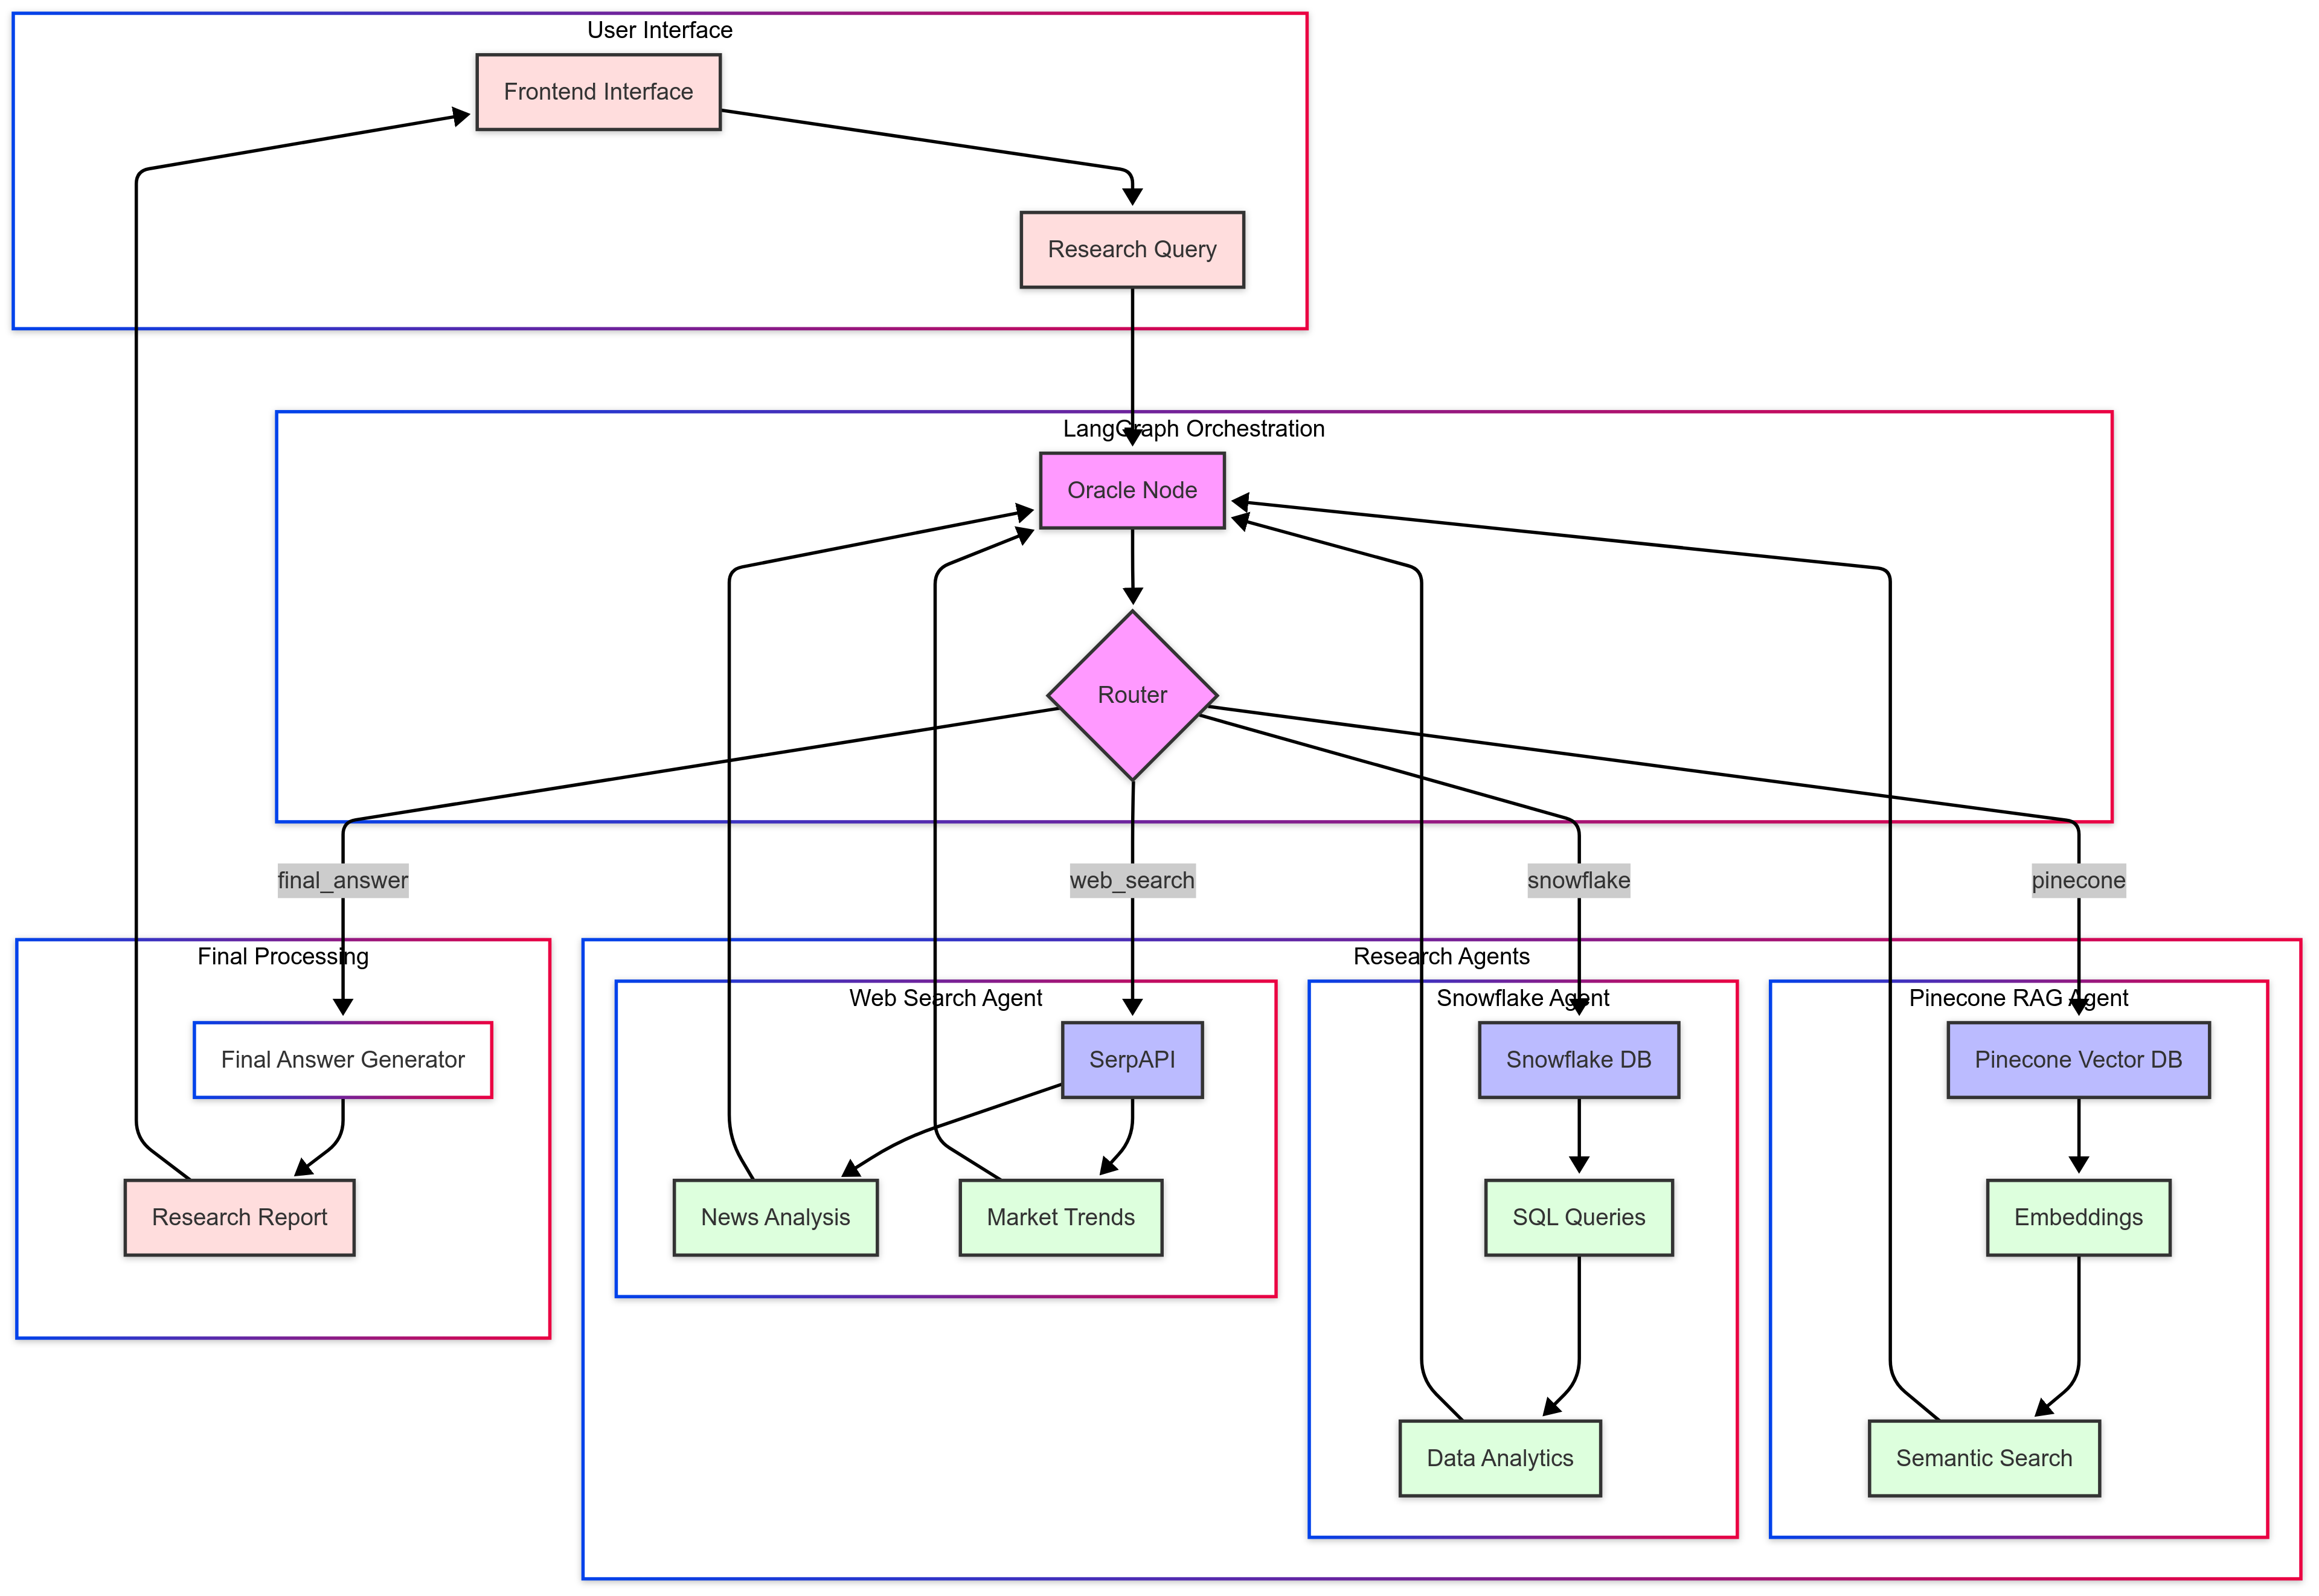 User Interface
Frontend Interface
Research Query
LangGraph Orchestration
Oracle Node
Router
final_answer
web_search
snowflake
pinecone
Final Processing
Final Answer Generator
Research Report
Research Agents
Web Search Agent
SerpAPI
News Analysis
Market Trends
Snowflake Agent
Snowflake DB
SQL Queries
Data Analytics
Pinecone RAG Agent
Pinecone Vector DB
Embeddings
Semantic Search